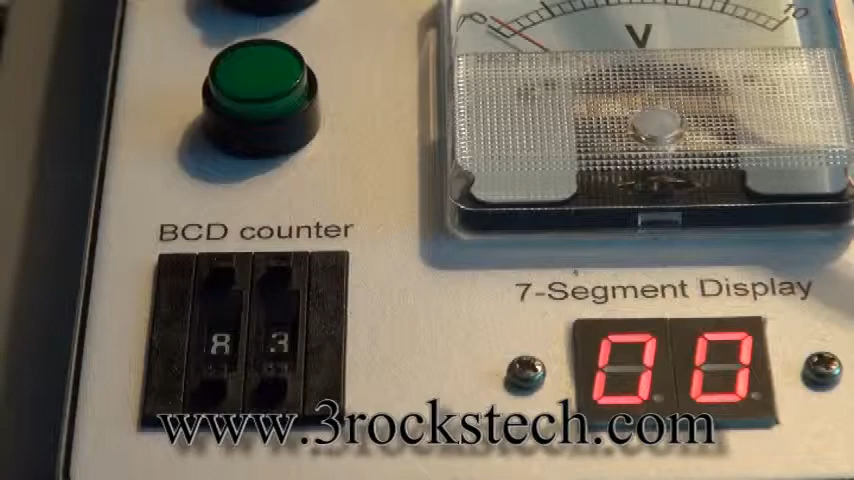 0 10
V
BCD counter
7-Segment Display
8 3
00
www.3rockstech.com